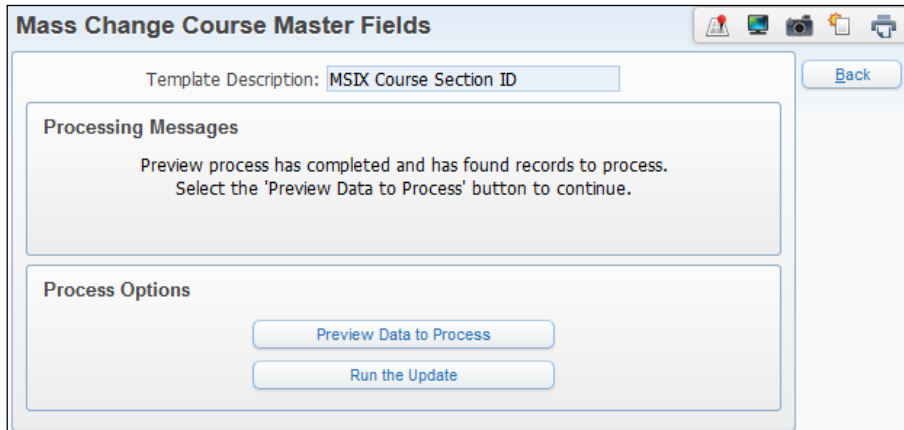 Mass Change Course Master Fields
Template Description: MSIX Course Section ID
Back
Processing Messages
Preview process has completed and has found records to process.
Select the 'Preview Data to Process' button to continue.
Process Options
Preview Data to Process
Run the Update